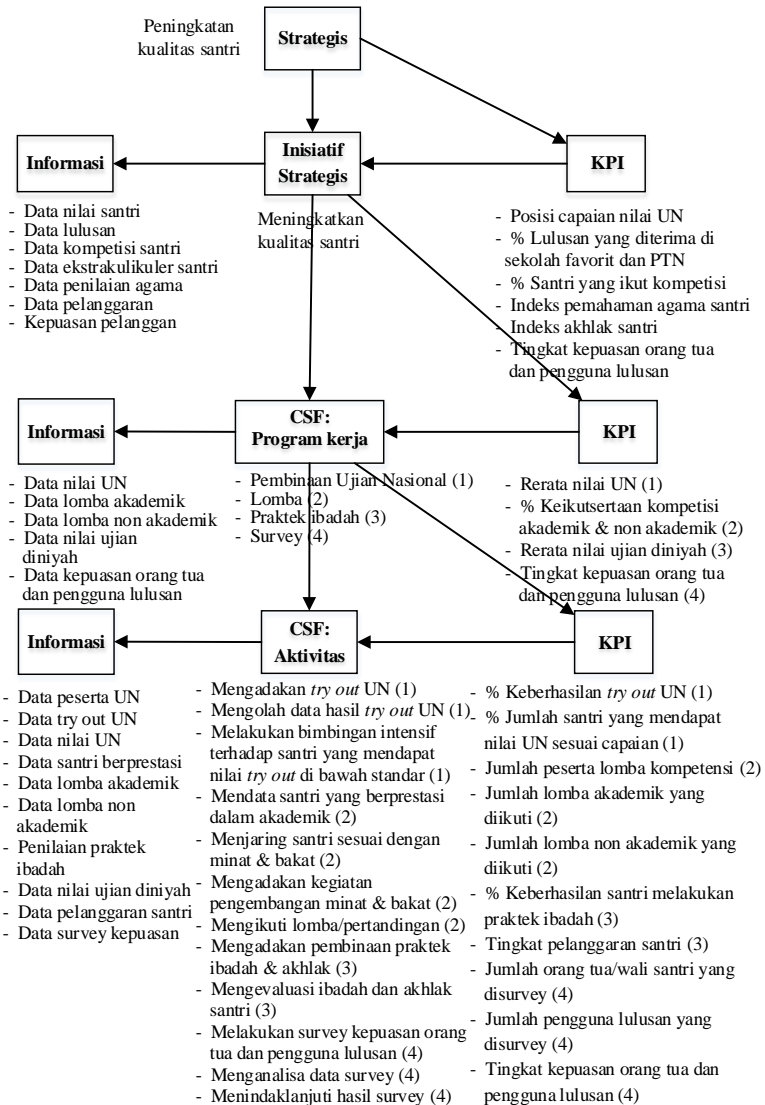 Peningkatan
kualitas santri
Strategis
Informasi
Inisiatif
Strategis
KPI
- Data nilai santri
- Data lulusan
- Data kompetisi santri
- Data ekstrakulikuler santri
- Data penilaian agama
- Data pelanggaran
- Kepuasan pelanggan
Meningkatkan
kualitas santri
- Posisi capaian nilai UN
- % Lulusan yang diterima di
sekolah favorit dan PTN
- % Santri yang ikut kompetisi
- Indeks pemahaman agama santri
- Indeks akhlak santri
- Tingkat kepuasan orang tua
dan pengguna lulusan
Informasi
CSF:
Program kerja
KPI
- Data nilai UN
- Data lomba akademik
- Data lomba non akademik
- Data nilai ujian
diniyah
- Data kepuasan orang tua
dan pengguna lulusan
- Pembinaan Ujian Nasional (1)
- Lomba (2)
- Praktek ibadah (3)
- Survey (4)
- Rerata nilai UN (1)
- % Keikutsertaan kompetisi
akademik & non akademik (2)
- Rerata nilai ujian diniyah (3)
- Tingkat kepuasan orang tua
dan pengguna lulusan (4)
Informasi
CSF:
Aktivitas
KPI
- Data peserta UN
- Data try out UN
- Data nilai UN
- Data santri berprestasi
- Data lomba akademik
- Data lomba non
akademik
- Penilaian praktek
ibadah
- Data nilai ujian diniyah
- Data pelanggaran santri
- Data survey kepuasan
- Mengadakan try out UN (1)
- Mengolah data hasil try out UN (1)
- Melakukan bimbingan intensif
terhadap santri yang mendapat
nilai try out di bawah standar (1)
- Mendata santri yang berprestasi
dalam akademik (2)
- Menjaring santri sesuai dengan
minat & bakat (2)
- Mengadakan kegiatan
pengembangan minat & bakat (2)
- Mengikuti lomba/pertandingan (2)
- Mengadakan pembinaan praktek
ibadah & akhlak (3)
- Mengevaluasi ibadah dan akhlak
santri (3)
- Melakukan survey kepuasan orang
tua dan pengguna lulusan (4)
- Menganalisa data survey (4)
- Menindaklanjuti hasil survey (4)
- % Keberhasilan try out UN (1)
- % Jumlah santri yang mendapat
nilai UN sesuai capaian (1)
- Jumlah peserta lomba kompetensi (2)
- Jumlah lomba akademik yang
diikuti (2)
- Jumlah lomba non akademik yang
diikuti (2)
- % Keberhasilan santri melakukan
praktek ibadah (3)
- Tingkat pelanggaran santri (3)
- Jumlah orang tua/wali santri yang
disurvey (4)
- Jumlah pengguna lulusan yang
disurvey (4)
- Tingkat kepuasan orang tua dan
pengguna lulusan (4)